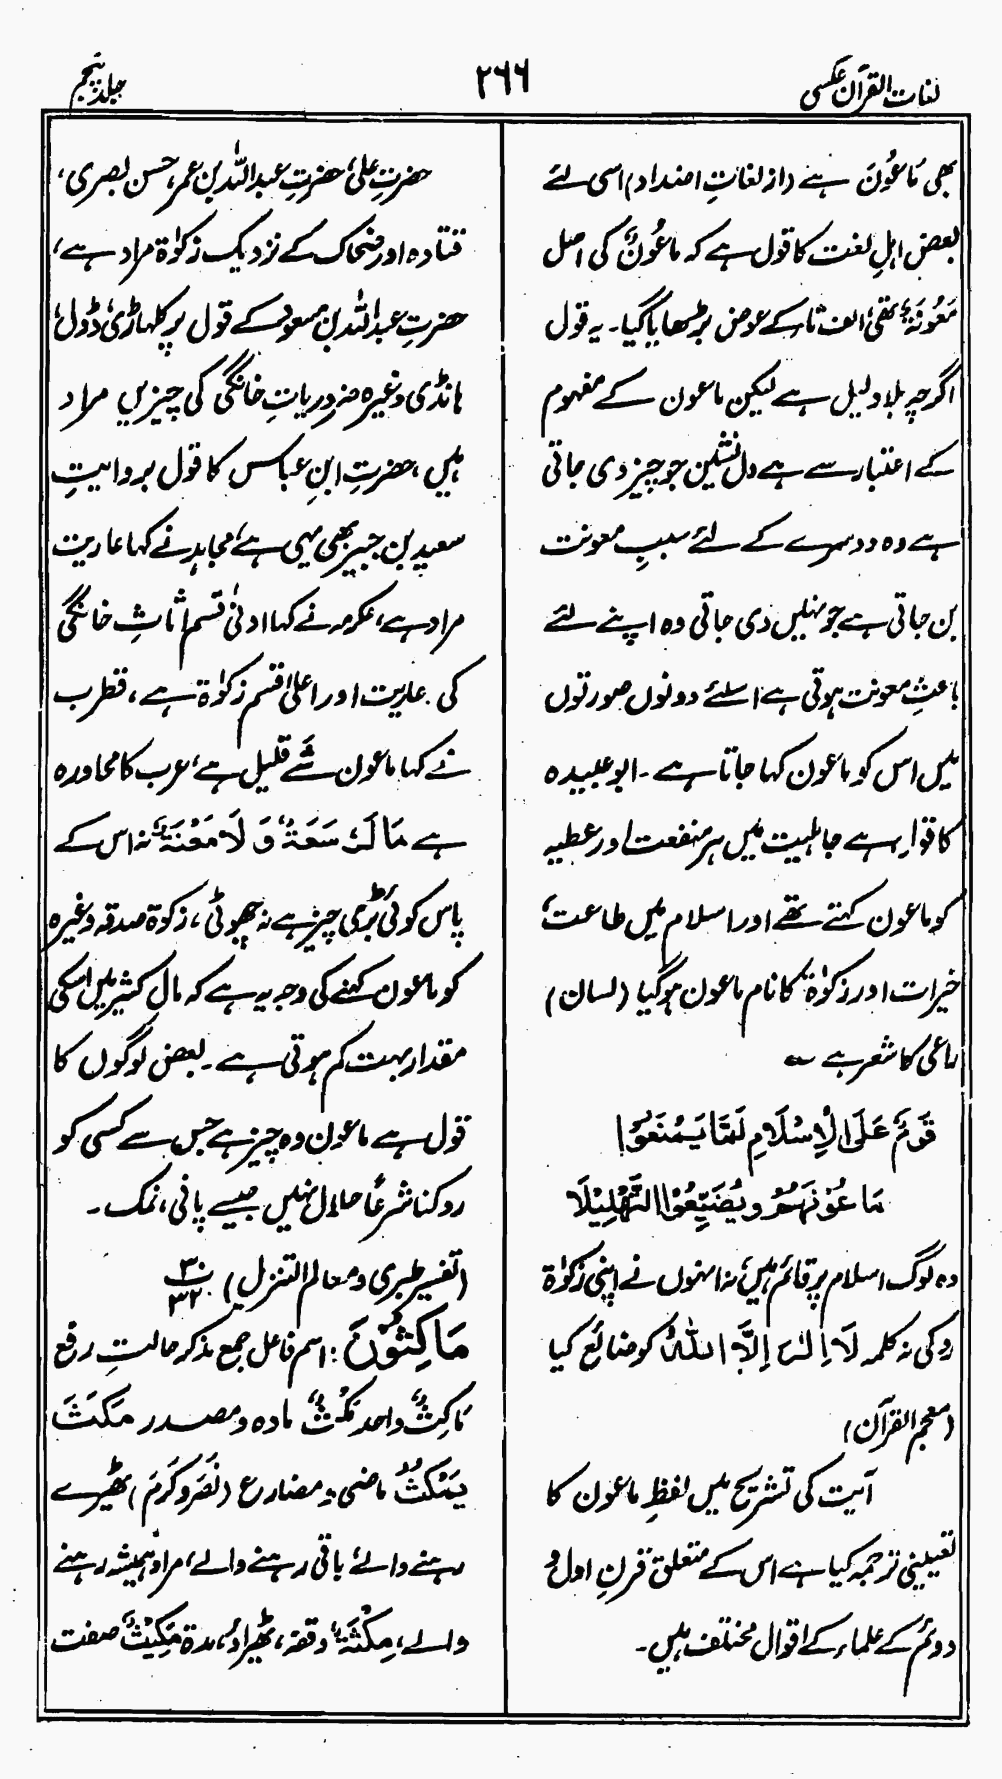 لغات القرآن عکسی
۲۶۶
جلد پنجم
بھی مَاعُوْنَ ہے (از لغاتِ اضداد) اسی لئے
بعض اہلِ لغت کا قول ہے کہ مَاعُوْنٌ کی اصل
مَعُوْنَۃٌ تھی، الف تار کے عوض بڑھایا گیا۔ یہ قول
اگرچہ بلا دلیل ہے لیکن ماعون کے مفہوم
کے اعتبار سے ہے دل نشین جو چیز دی جاتی
ہے وہ دوسرے کے لئے سببِ معونت
بن جاتی ہے جو نہیں دی جاتی وہ اپنے لئے
باعثِ معونت ہوتی ہے اسلئے دونوں صورتوں
میں اس کو ماعون کہا جاتا ہے۔ ابو عبیدہ
کا قول ہے جاہلیت میں ہر منفعت اور عطیہ
کو ماعون کہتے تھے اور اسلام میں طاعت،
خیرات اور زکوٰۃ کا نام ماعون ہو گیا (لسان)
راعی کا شعر ہے ؎
قَوْمٌ عَلَی الْاِسْلَامِ لَمَّا یَمْنَعُوْا
مَاعُوْنَہُمْ وَیُضَیِّعُوْا التَّہْلِیْلَا
وہ لوگ اسلام پر قائم ہیں، نہ انہوں نے اپنی زکوٰۃ
روکی نہ کلمہ لَا اِلٰہَ اِلَّا اللّٰہُ کو ضائع کیا
(معجم القرآن)
آیت کی تشریح میں لفظِ ماعون کا
تعیینی ترجمہ کیا ہے اس کے متعلق قرنِ اول و
دوئم کے علماء کے اقوال مختلف ہیں۔
حضرتِ علی، حضرتِ عبد اللہ بن عمر، حسن بصری،
قتادہ اور ضحاک کے نزدیک زکوٰۃ مراد ہے،
حضرتِ عبد اللہ بن مسعود کے قول پر کلہاڑی، ڈول،
ہانڈی وغیرہ ضروریاتِ خانگی کی چیزیں مراد
ہیں، حضرتِ ابنِ عباس کا قول بروایتِ
سعید بن جبیر بھی یہی ہے، مجاہد نے کہا عاریت
مراد ہے، عکرمہ نے کہا ادنیٰ قسم اثاثِ خانگی
کی عاریت اور اعلیٰ قسم زکوٰۃ ہے، قطرب
نے کہا ماعون شَے قلیل ہے، عرب کا محاورہ
ہے مَالَہٗ سَعَۃٌ وَّ لَا مَعْنَۃٌ نہ اس کے
پاس کوئی بڑی چیز ہے نہ چھوٹی، زکوٰۃ صدقہ وغیرہ
کو ماعون کہنے کی وجہ یہ ہے کہ مالِ کثیر میں اسکی
مقدار بہت کم ہوتی ہے۔ بعض لوگوں کا
قول ہے ماعون وہ چیز ہے جس سے کسی کو
روکنا شرعًا حلال نہیں جیسے پانی، نمک۔
(تفسیر طبری و معالم التنزیل) ۳۰/۳۲
مَاکِثُوْنَ: اسم فاعل جمع مذکر حالتِ رفع
مَاکِثٌ واحد مُکْثٌ مادہ و مصدر مَکَثَ
یَمْکُثُ ماضی و مضارع (نَصَرَ و کَرُمَ) ٹھیرے
رہنے والے، باقی رہنے والے، مراد ہمیشہ رہنے
والے، مِکْثَۃٌ وقفہ، ٹھراؤ، مدۃ مَکِیْثٌ صفت